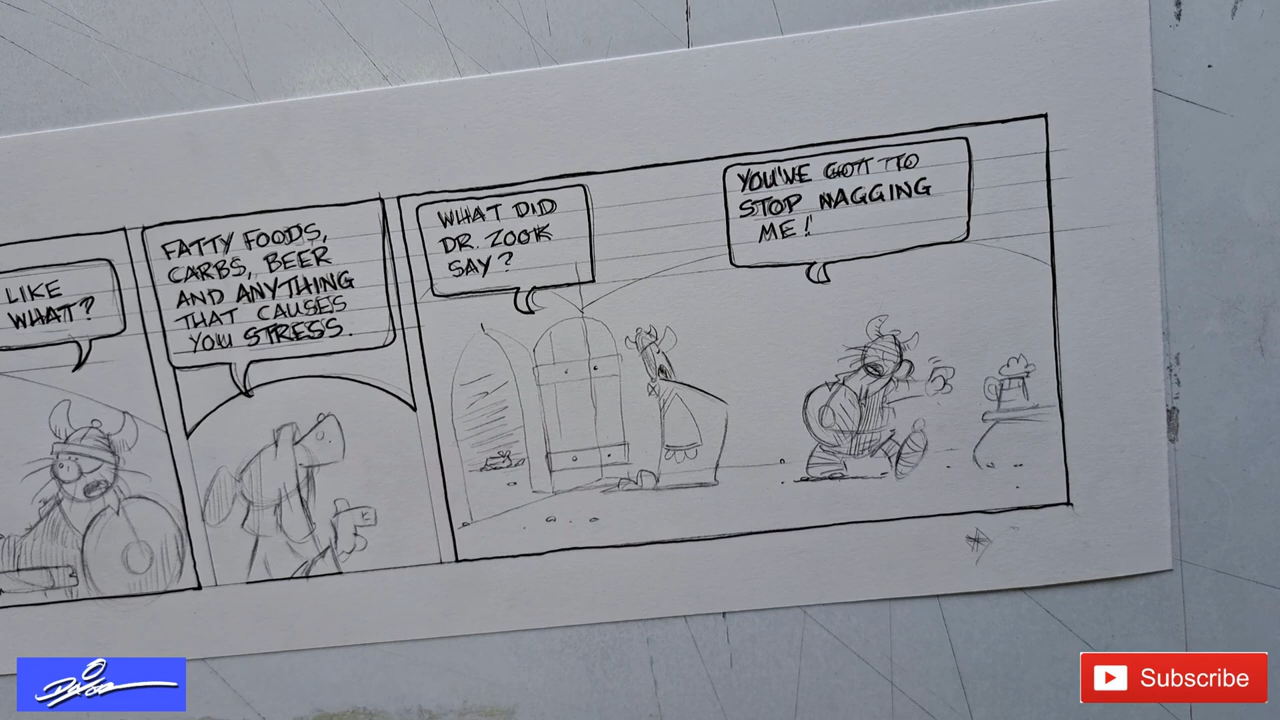 LIKE
WHAT?
FATTY FOODS,
CARBS, BEER
AND ANYTHING
THAT CAUSES
YOU STRESS.
WHAT DID
DR. ZOOK
SAY?
YOU'VE GOT TO
STOP NAGGING
ME!
Subscribe